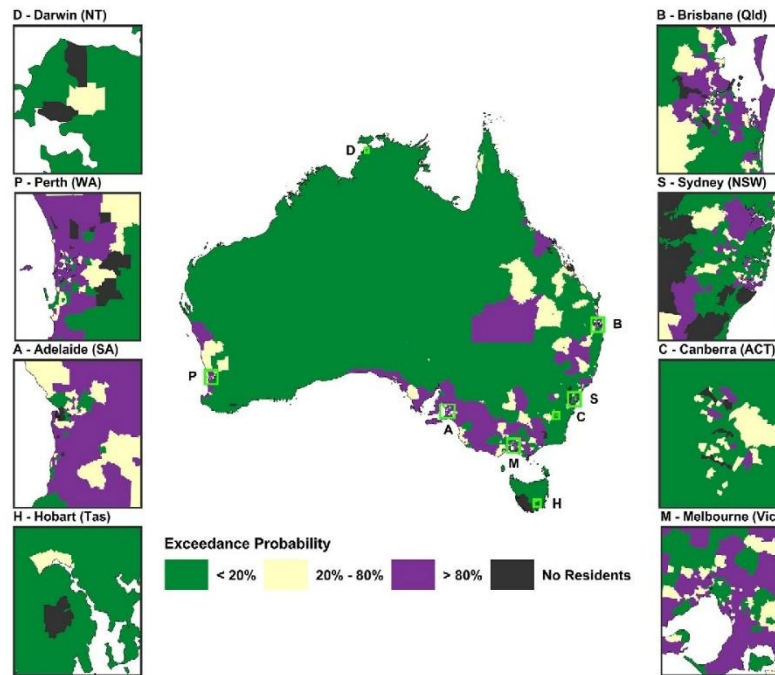 D - Darwin (NT)
B - Brisbane (Qld)
P - Perth (WA)
S - Sydney (NSW)
A - Adelaide (SA)
C - Canberra (ACT)
H - Hobart (Tas)
M - Melbourne (Vic
D
B
P
S
C
A
M
H
Exceedance Probability
< 20%
20% - 80%
> 80%
No Residents